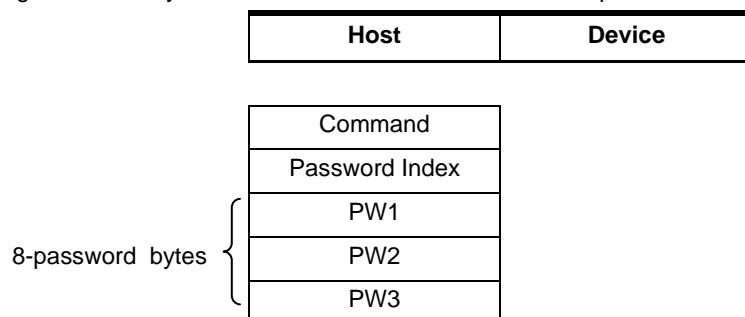 Host Device
Command
Password Index
PW1
8-password bytes PW2
PW3